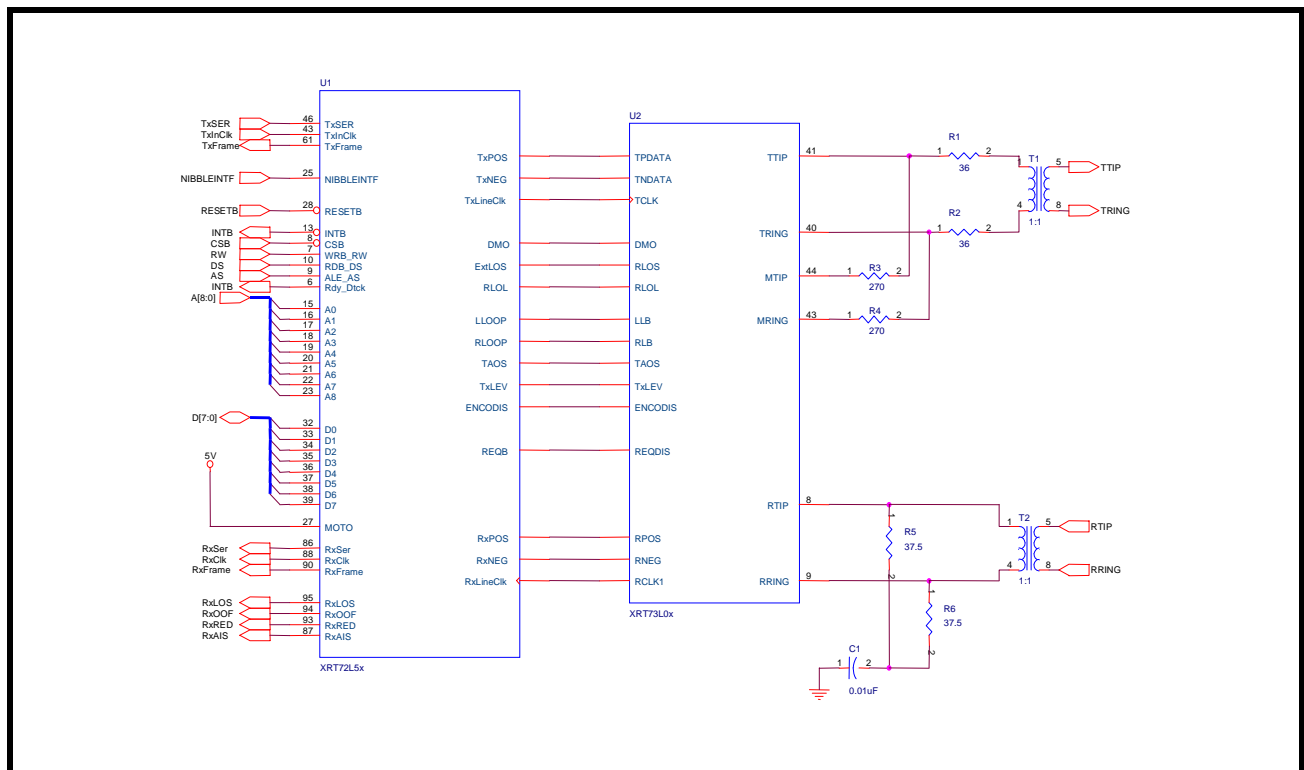 U1
TxSER 46 TxSER
TxInClk 43 TxInClk
TxFrame 61 TxFrame
NIBBLEINTF 25 NIBBLEINTF
RESETB 28 RESETB
INTB 13 INTB
CSB 8 CSB
RW 7 WRB_RW
DS 10 RDB_DS
AS 9 ALE_AS
INTB 6 Rdy_Dtck
A[8:0]
15 A0
16 A1
17 A2
18 A3
19 A4
20 A5
21 A6
22 A7
23 A8
D[7:0]
32 D0
33 D1
34 D2
35 D3
36 D4
37 D5
38 D6
39 D7
5V
27 MOTO
RxSer 86 RxSer
RxClk 88 RxClk
RxFrame 90 RxFrame
RxLOS 95 RxLOS
RxOOF 94 RxOOF
RxRED 93 RxRED
RxAIS 87 RxAIS
XRT72L5x
U2
TxPOS TPDATA
TxNEG TNDATA
TxLineClk TCLK
DMO DMO
ExtLOS RLOS
RLOL RLOL
LLOOP LLB
RLOOP RLB
TAOS TAOS
TxLEV TxLEV
ENCODIS ENCODIS
REQB REQDIS
RxPOS RPOS
RxNEG RNEG
RxLineClk RCLK1
XRT73L0x
TTIP 41
TRING 40
MTIP 44
MRING 43
RTIP 8
RRING 9
R1
1 2
36
R2
1 2
36
R3
1 2
270
R4
1 2
270
T1
1 5
4 8
1:1
TTIP
TRING
R5
37.5
1
2
R6
37.5
1
2
C1
1 2
0.01uF
T2
1 5
4 8
1:1
RTIP
RRING